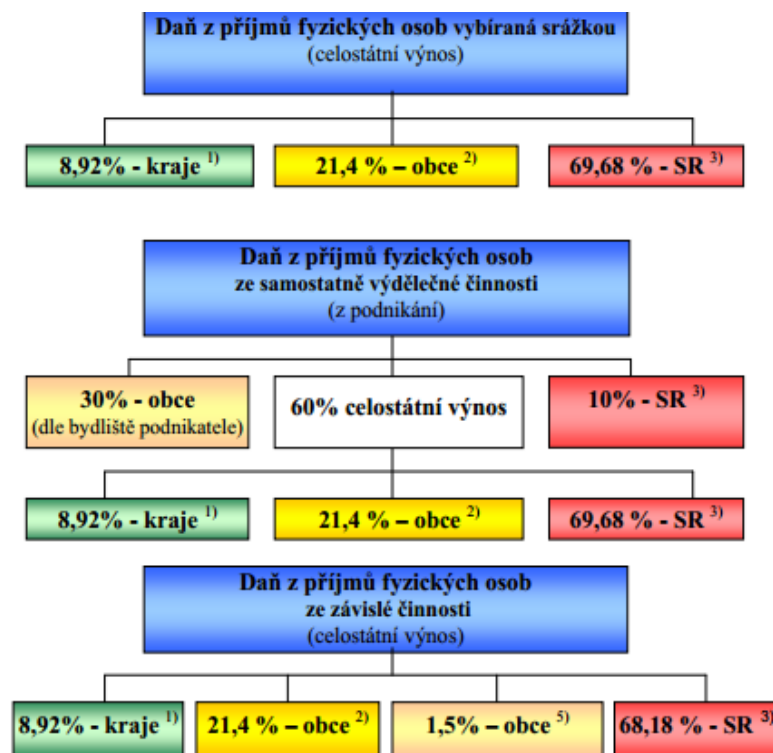 Daň z příjmů fyzických osob vybíraná srážkou
(celostátní výnos)
8,92% - kraje 1)
21,4 % – obce 2)
69,68 % - SR 3)
Daň z příjmů fyzických osob
ze samostatně výdělečné činnosti
(z podnikání)
30% - obce
(dle bydliště podnikatele)
60% celostátní výnos
10% - SR 3)
8,92% - kraje 1)
21,4 % – obce 2)
69,68 % - SR 3)
Daň z příjmů fyzických osob
ze závislé činnosti
(celostátní výnos)
8,92% - kraje 1)
21,4 % – obce 2)
1,5% – obce 5)
68,18 % - SR 3)